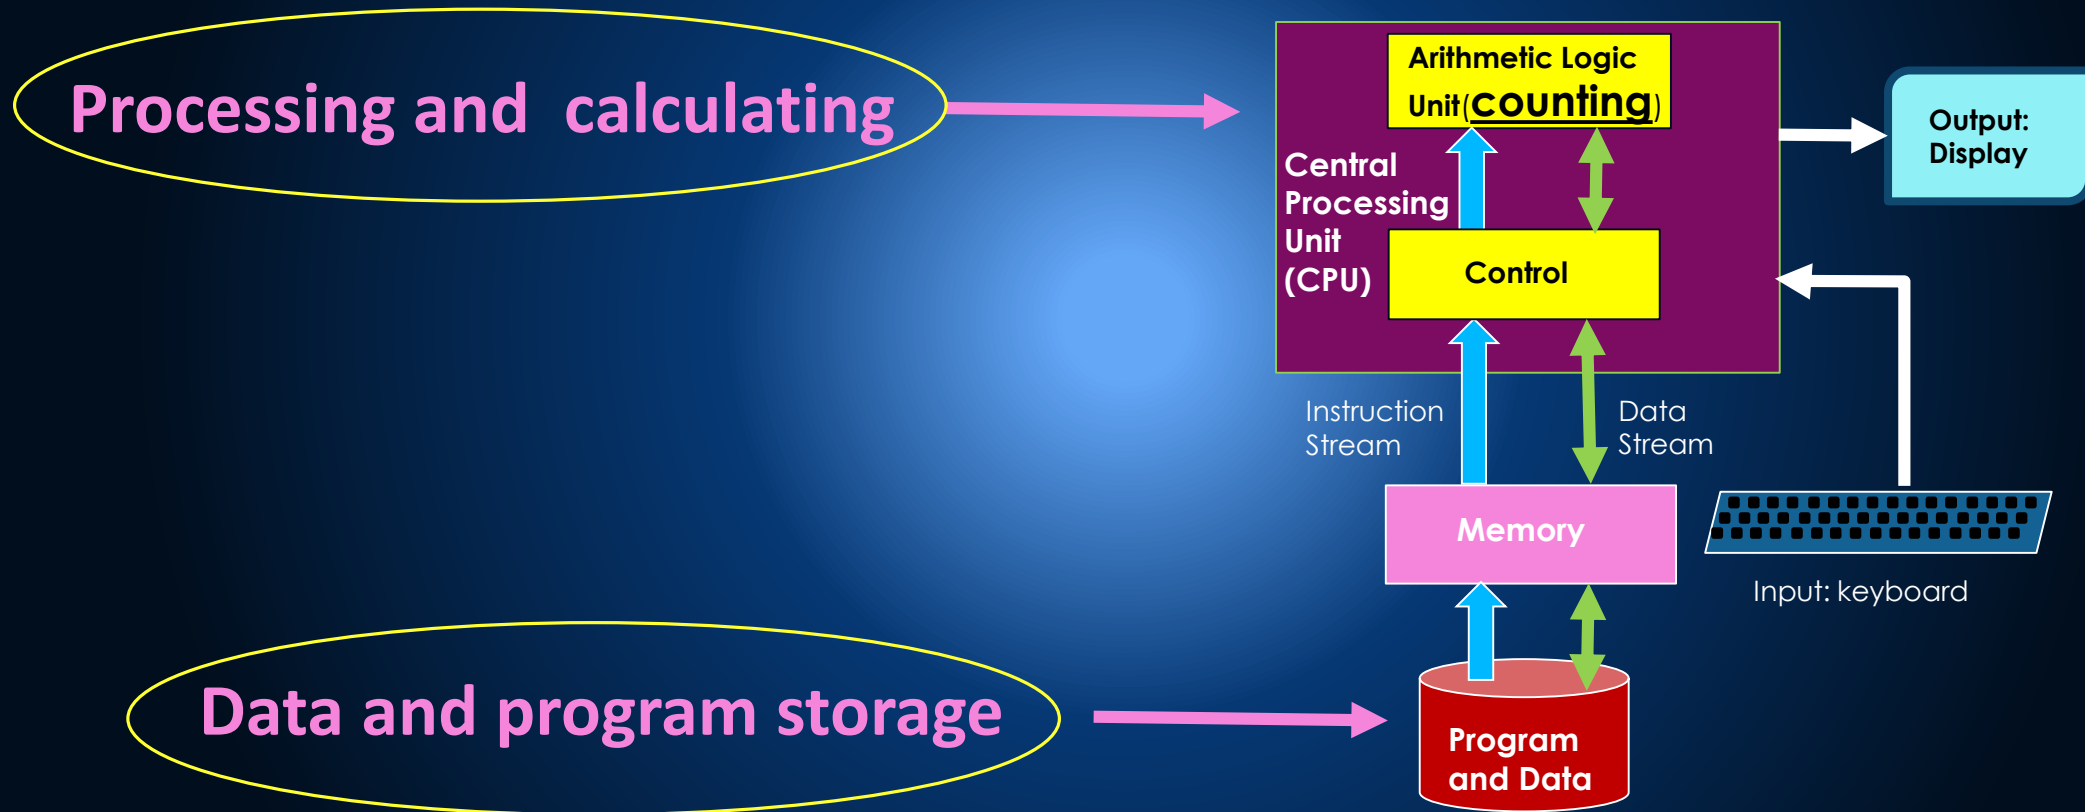 Processing and  calculating
Arithmetic Logic
Unit(counting)
Central
Processing
Unit
(CPU)
Control
Output:
Display
Instruction
Stream
Data
Stream
Memory
Input: keyboard
Data and program storage
Program
and Data